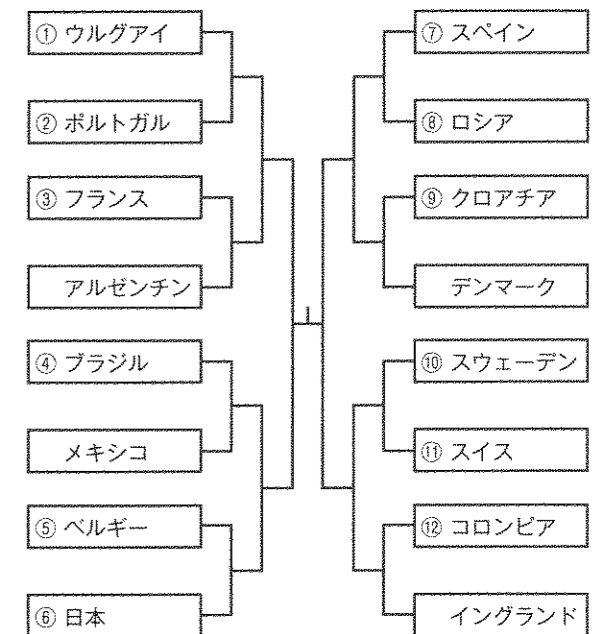 ① ウルグアイ
② ポルトガル
③ フランス
アルゼンチン
④ ブラジル
メキシコ
⑤ ベルギー
⑥ 日本
⑦ スペイン
⑧ ロシア
⑨ クロアチア
デンマーク
⑩ スウェーデン
⑪ スイス
⑫ コロンビア
イングランド